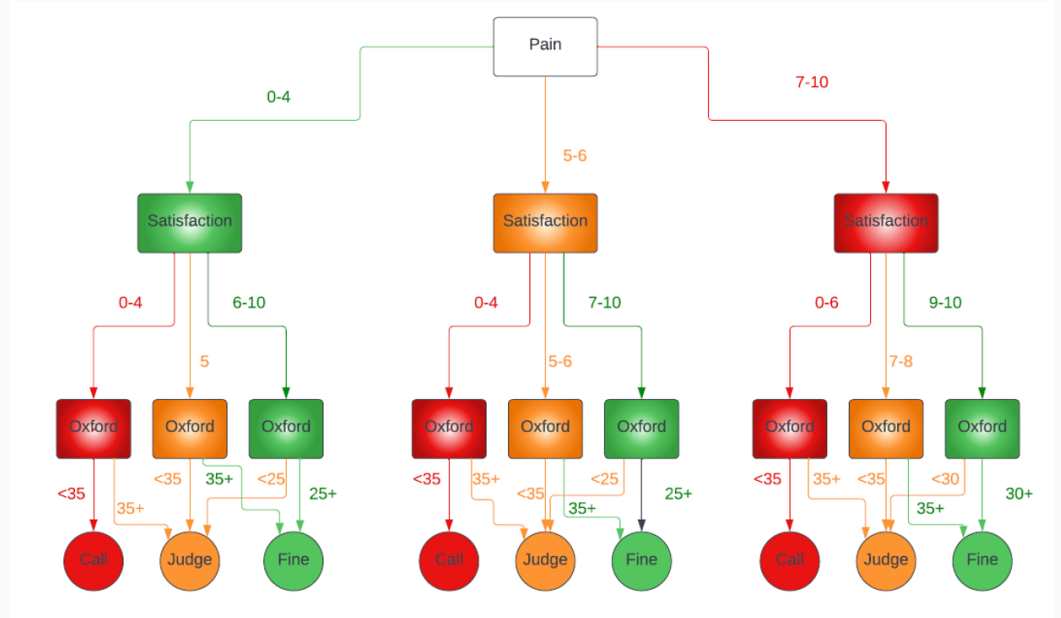 Pain
0-4
7-10
5-6
Satisfaction
Satisfaction
Satisfaction
0-4
6-10
0-4
7-10
0-6
9-10
5
5-6
7-8
Oxford
Oxford
Oxford
Oxford
Oxford
Oxford
Oxford
Oxford
Oxford
<35
35+
<35
35+
<25
25+
<35
35+
<35
35+
<25
25+
<35
35+
<35
35+
<30
30+
Call
Judge
Fine
Call
Judge
Fine
Call
Judge
Fine